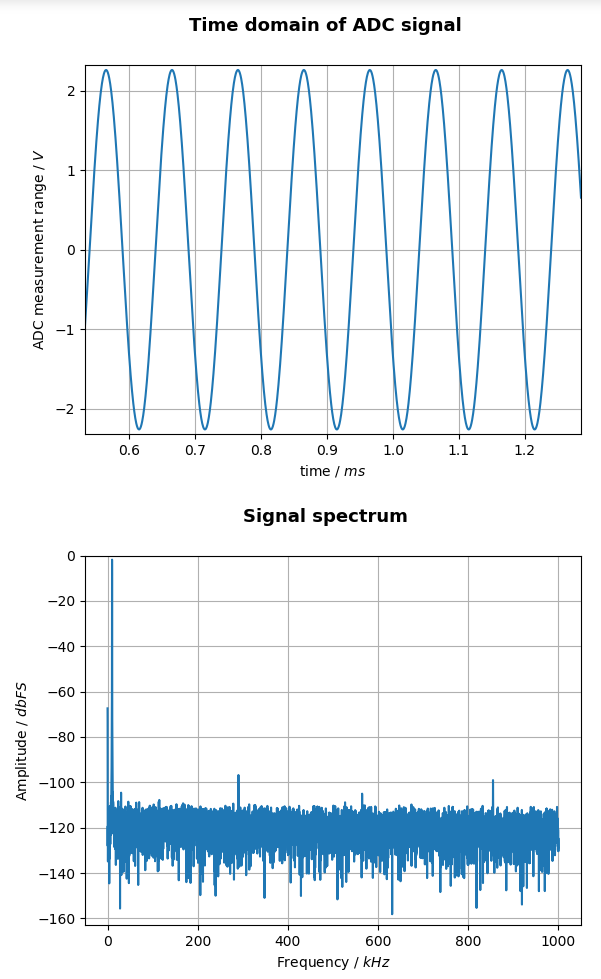 Time domain of ADC signal
ADC measurement range / V
2
1
0
−1
−2
0.6 0.7 0.8 0.9 1.0 1.1 1.2
time / ms
Signal spectrum
Amplitude / dbFS
0
−20
−40
−60
−80
−100
−120
−140
−160
0 200 400 600 800 1000
Frequency / kHz